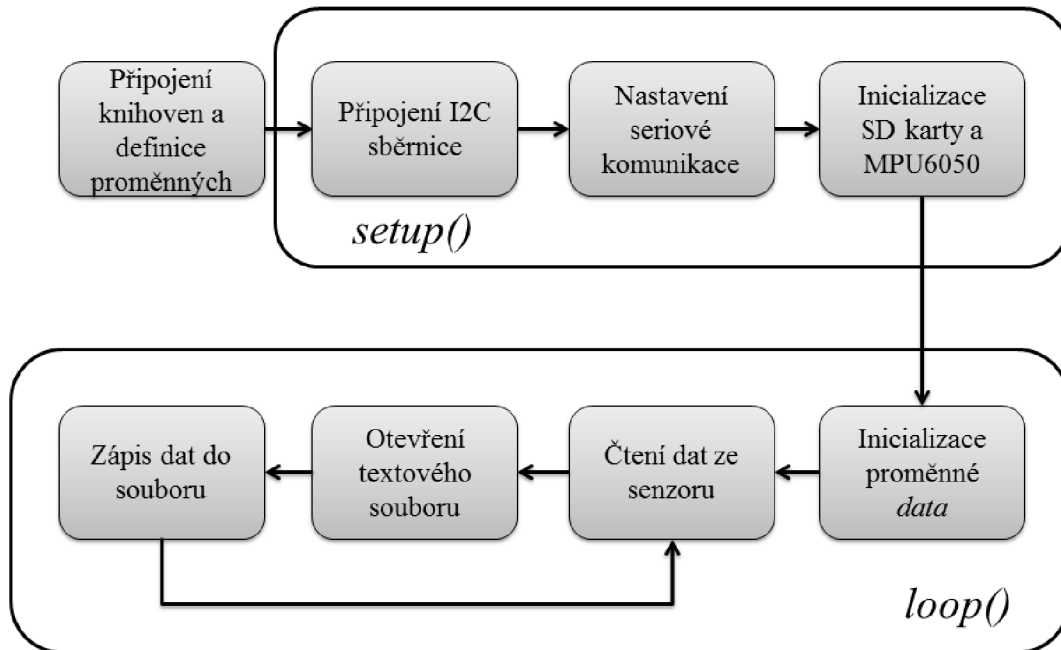 Připojení
knihoven a
definice
proměnných
Připojení I2C
sběrnice
Nastavení
seriové
komunikace
Inicializace
SD karty a
MPU6050
setup()
Zápis dat do
souboru
Otevření
textového
souboru
Čtení dat ze
senzoru
Inicializace
proměnné
data
loop()